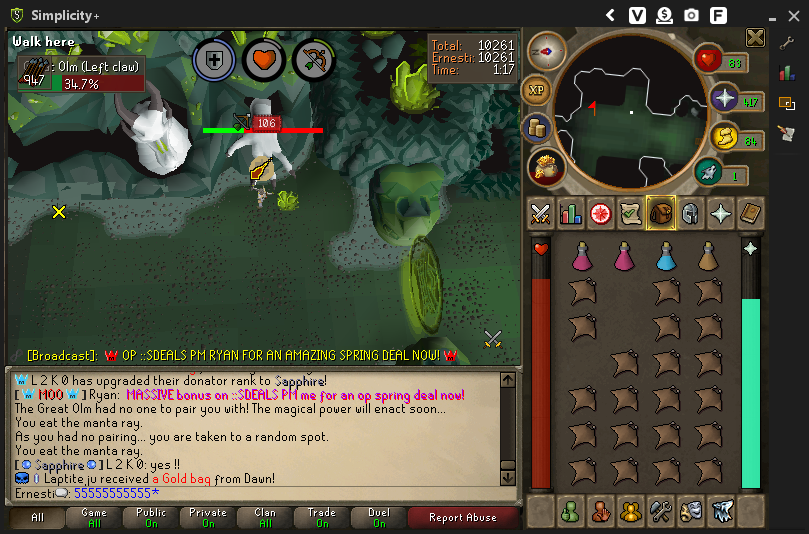 Simplicity+
V
F
Walk here
: Olm (Left claw)
947
34.7%
Total: 10261
Ernesti: 10261
Time: 1:17
106
XP
83
417
84
1
[Broadcast]: OP ::SDEALS PM RYAN FOR AN AMAZING SPRING DEAL NOW!
L 2 K 0 has upgraded their donator rank to Sapphire!
[ MOO ] Ryan: MASSIVE bonus on ::SDEALS PM me for an op spring deal now!
The Great Olm had no one to pair you with! The magical power will enact soon...
You eat the manta ray.
As you had no pairing... you are taken to a random spot.
You eat the manta ray.
[ Sapphire ] L 2 K 0: yes !!
Laptite,ju received a Gold bag from Dawn!
Ernesti: 55555555555*
All
Game All
Public On
Private On
Clan All
Trade On
Duel On
Report Abuse